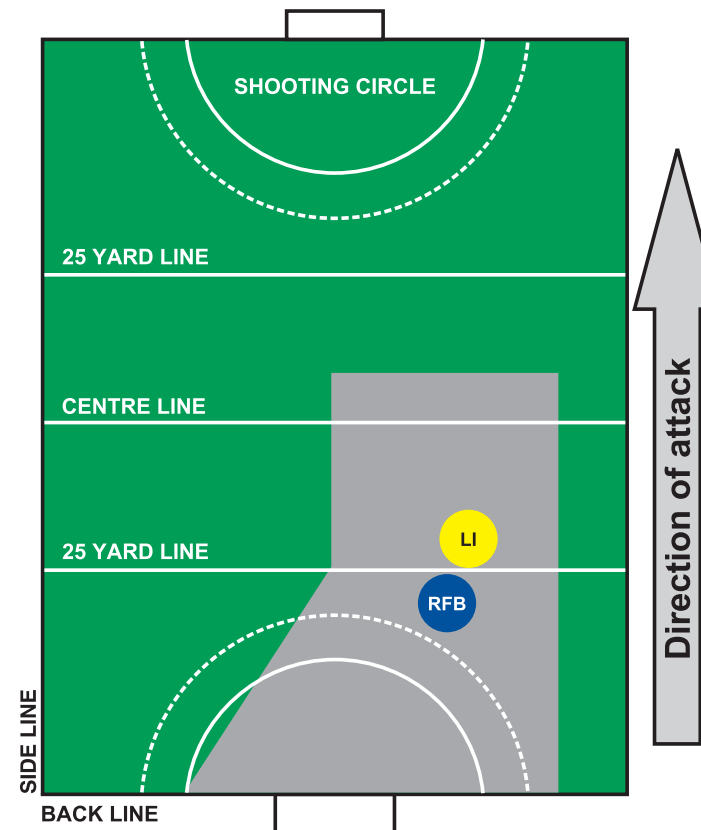 SHOOTING CIRCLE
25 YARD LINE
CENTRE LINE
LI
25 YARD LINE
RFB
Direction of attack
SIDE LINE
BACK LINE